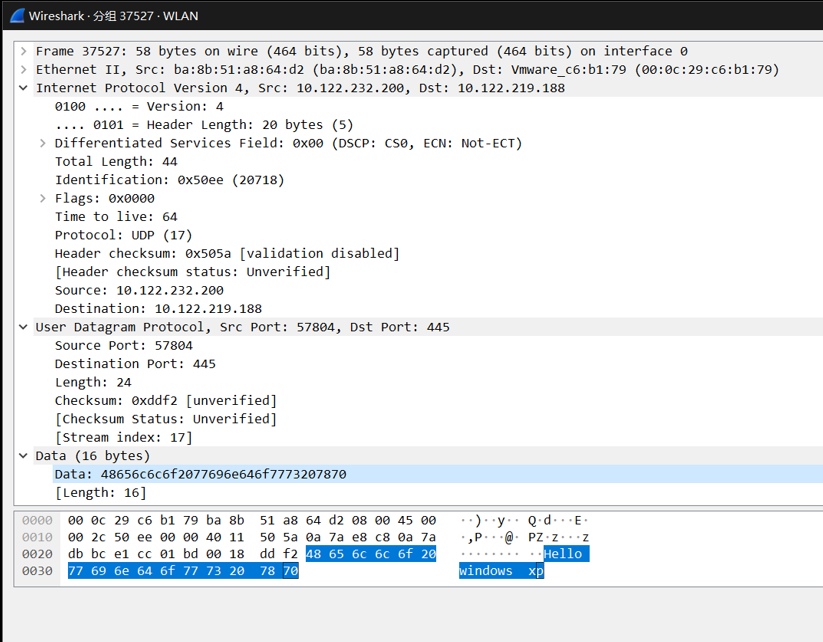 Wireshark · 分组 37527 · WLAN
Frame 37527: 58 bytes on wire (464 bits), 58 bytes captured (464 bits) on interface 0
Ethernet II, Src: ba:8b:51:a8:64:d2 (ba:8b:51:a8:64:d2), Dst: Vmware_c6:b1:79 (00:0c:29:c6:b1:79)
Internet Protocol Version 4, Src: 10.122.232.200, Dst: 10.122.219.188
0100 .... = Version: 4
.... 0101 = Header Length: 20 bytes (5)
Differentiated Services Field: 0x00 (DSCP: CS0, ECN: Not-ECT)
Total Length: 44
Identification: 0x50ee (20718)
Flags: 0x0000
Time to live: 64
Protocol: UDP (17)
Header checksum: 0x505a [validation disabled]
[Header checksum status: Unverified]
Source: 10.122.232.200
Destination: 10.122.219.188
User Datagram Protocol, Src Port: 57804, Dst Port: 445
Source Port: 57804
Destination Port: 445
Length: 24
Checksum: 0xddf2 [unverified]
[Checksum Status: Unverified]
[Stream index: 17]
Data (16 bytes)
Data: 48656c6c6f2077696e646f7773207870
[Length: 16]
0000 00 0c 29 c6 b1 79 ba 8b 51 a8 64 d2 08 00 45 00 ··)··y·· Q·d···E·
0010 00 2c 50 ee 00 00 40 11 50 5a 0a 7a e8 c8 0a 7a ·,P···@· PZ·z···z
0020 db bc e1 cc 01 bd 00 18 dd f2 48 65 6c 6c 6f 20 ········ ··Hello
0030 77 69 6e 64 6f 77 73 20 78 70 windows xp